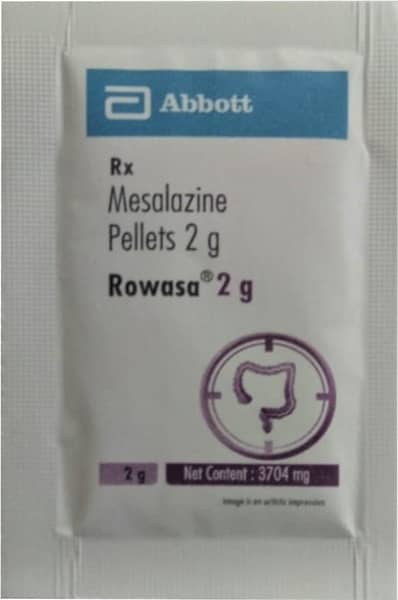 Abbott
Rx
Mesalazine
Pellets 2 g
Rowasa® 2 g
2 g
Net Content : 3704 mg
Image is an artistic impression